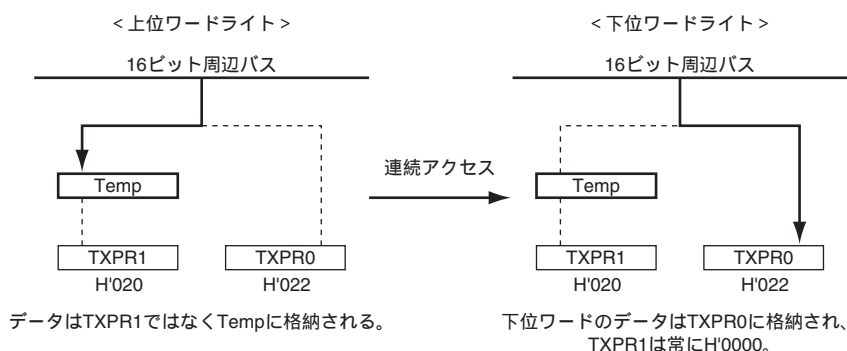 <上位ワードライト>
16ビット周辺バス
Temp
TXPR1
TXPR0
H'020
H'022
データはTXPR1ではなくTempに格納される。
連続アクセス
<下位ワードライト>
16ビット周辺バス
Temp
TXPR1
TXPR0
H'020
H'022
下位ワードのデータはTXPR0に格納され、
TXPR1は常にH'0000。